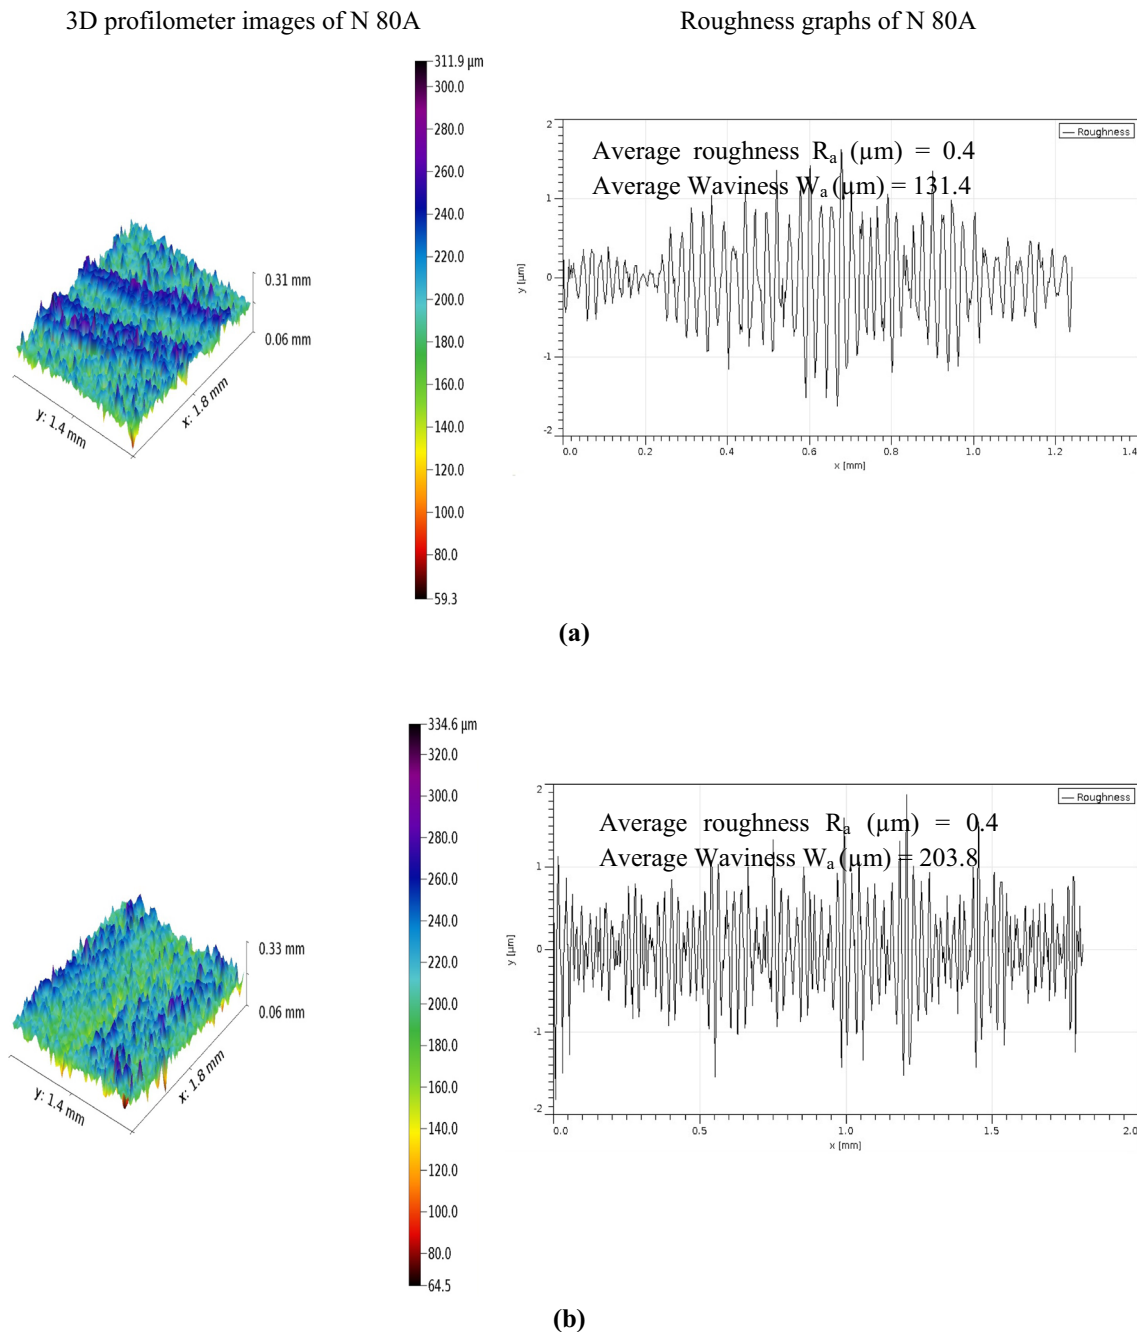 3D profilometer images of N 80A
Roughness graphs of N 80A
311.9 µm
300.0
280.0
260.0
240.0
220.0
200.0
180.0
160.0
140.0
120.0
100.0
80.0
59.3
0.31 mm
0.06 mm
x: 1.8 mm
y: 1.4 mm
Roughness
Average roughness Ra (µm) = 0.4
Average Waviness Wa (µm) = 131.4
2
1
0
-1
-2
y [µm]
0.0 0.2 0.4 0.6 0.8 1.0 1.2 1.4
x [mm]
(a)
334.6 µm
320.0
300.0
280.0
260.0
240.0
220.0
200.0
180.0
160.0
140.0
120.0
100.0
80.0
64.5
0.33 mm
0.06 mm
x: 1.8 mm
y: 1.4 mm
Roughness
Average roughness Ra (µm) = 0.4
Average Waviness Wa (µm) = 203.8
2
1
0
-1
-2
y [µm]
0.0 0.5 1.0 1.5 2.0
x [mm]
(b)